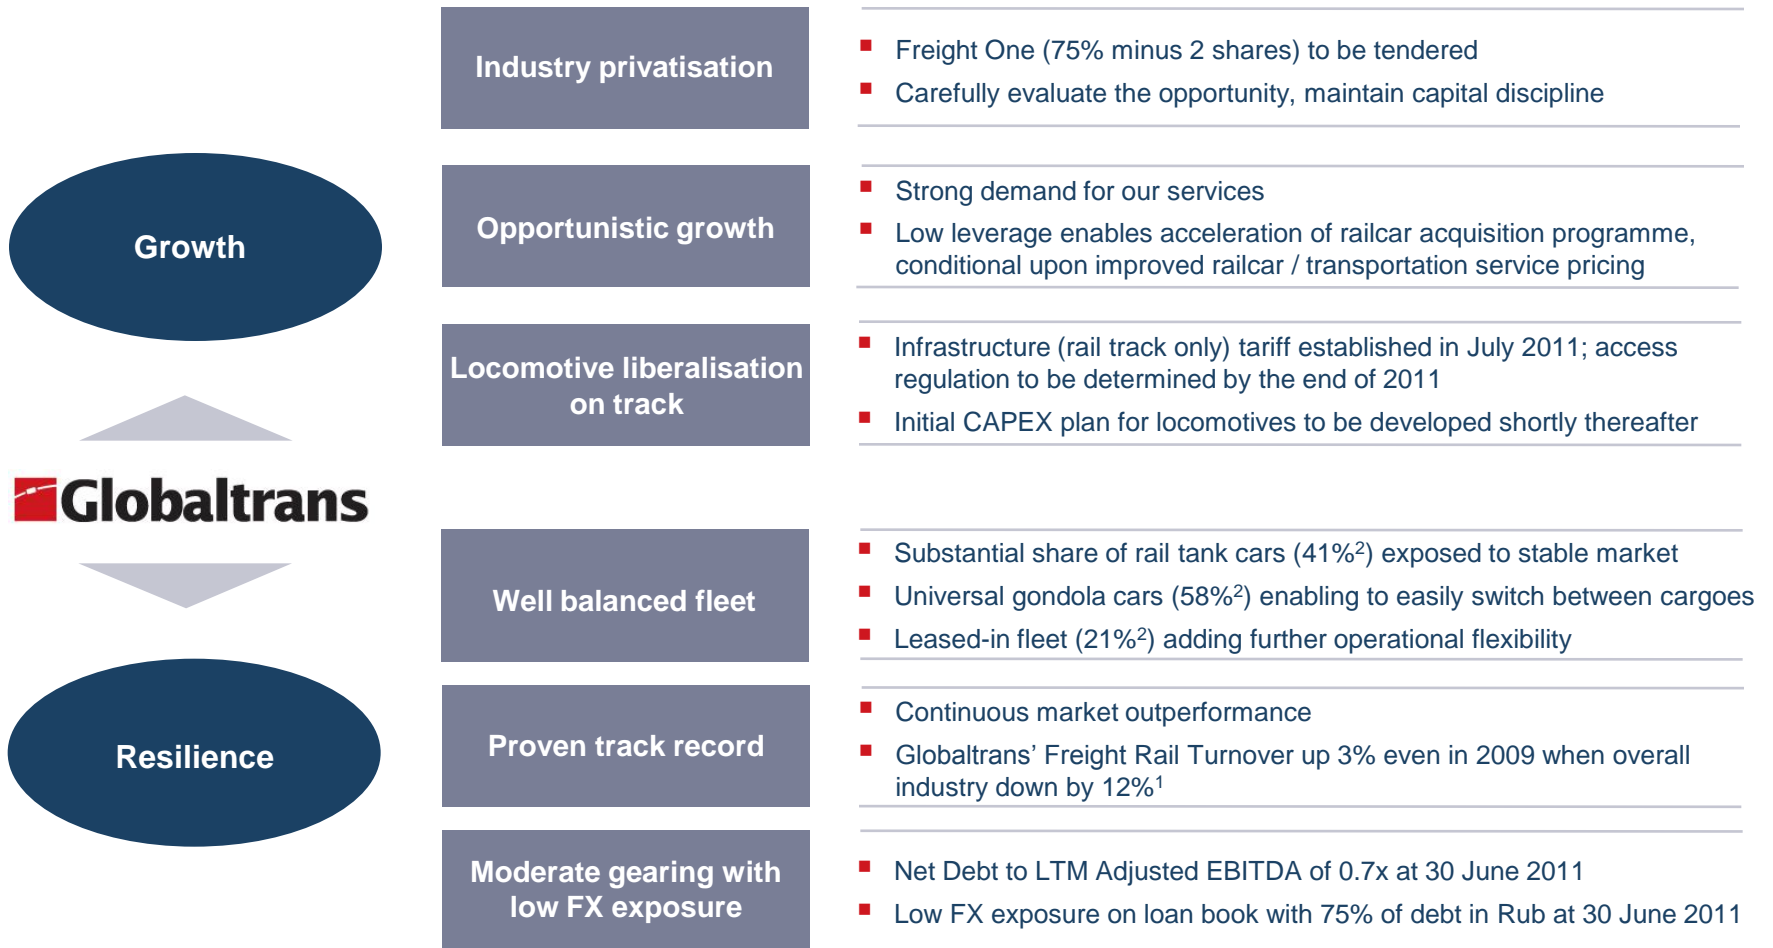 Industry privatisation
▪ Freight One (75% minus 2 shares) to be tendered
▪ Carefully evaluate the opportunity, maintain capital discipline
Growth
Opportunistic growth
▪ Strong demand for our services
▪ Low leverage enables acceleration of railcar acquisition programme,
conditional upon improved railcar / transportation service pricing
Locomotive liberalisation
on track
▪ Infrastructure (rail track only) tariff established in July 2011; access
regulation to be determined by the end of 2011
▪ Initial CAPEX plan for locomotives to be developed shortly thereafter
Globaltrans
Well balanced fleet
▪ Substantial share of rail tank cars (41%²) exposed to stable market
▪ Universal gondola cars (58%²) enabling to easily switch between cargoes
▪ Leased-in fleet (21%²) adding further operational flexibility
Resilience
Proven track record
▪ Continuous market outperformance
▪ Globaltrans’ Freight Rail Turnover up 3% even in 2009 when overall
industry down by 12%¹
Moderate gearing with
low FX exposure
▪ Net Debt to LTM Adjusted EBITDA of 0.7x at 30 June 2011
▪ Low FX exposure on loan book with 75% of debt in Rub at 30 June 2011